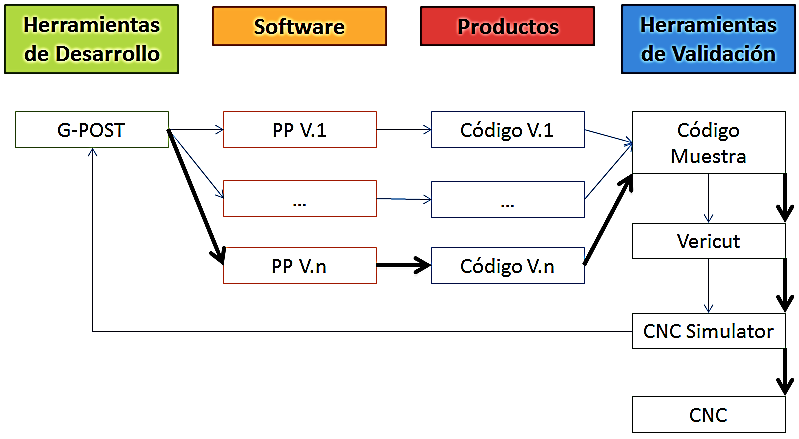 Herramientas
de Desarrollo
Software
Productos
Herramientas
de Validación
G-POST
PP V.1
Código V.1
Código
Muestra
...
...
Vericut
PP V.n
Código V.n
CNC Simulator
CNC